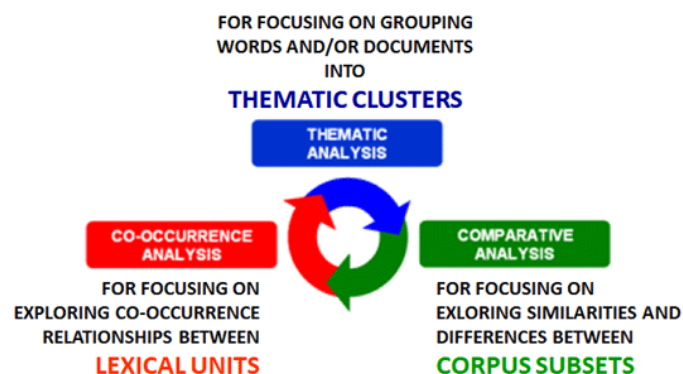 FOR FOCUSING ON GROUPING
WORDS AND/OR DOCUMENTS
INTO
THEMATIC CLUSTERS
THEMATIC
ANALYSIS
CO-OCCURRENCE
ANALYSIS
FOR FOCUSING ON
EXPLORING CO-OCCURRENCE
RELATIONSHIPS BETWEEN
LEXICAL UNITS
COMPARATIVE
ANALYSIS
FOR FOCUSING ON
EXLORING SIMILARITIES AND
DIFFERENCES BETWEEN
CORPUS SUBSETS